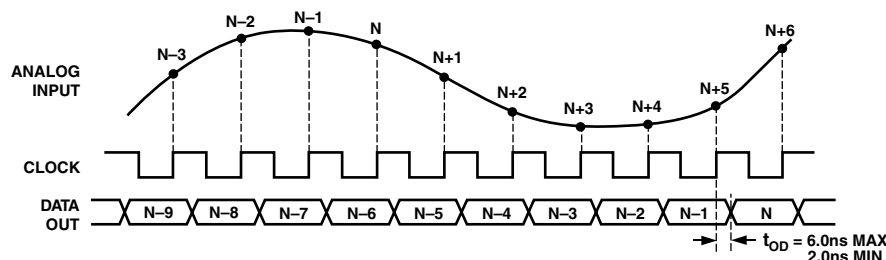 N–3 N–2 N–1 N N+1 N+2 N+3 N+4 N+5 N+6
ANALOG
INPUT
CLOCK
DATA
OUT
N–9 N–8 N–7 N–6 N–5 N–4 N–3 N–2 N–1 N
tOD = 6.0ns MAX
2.0ns MIN